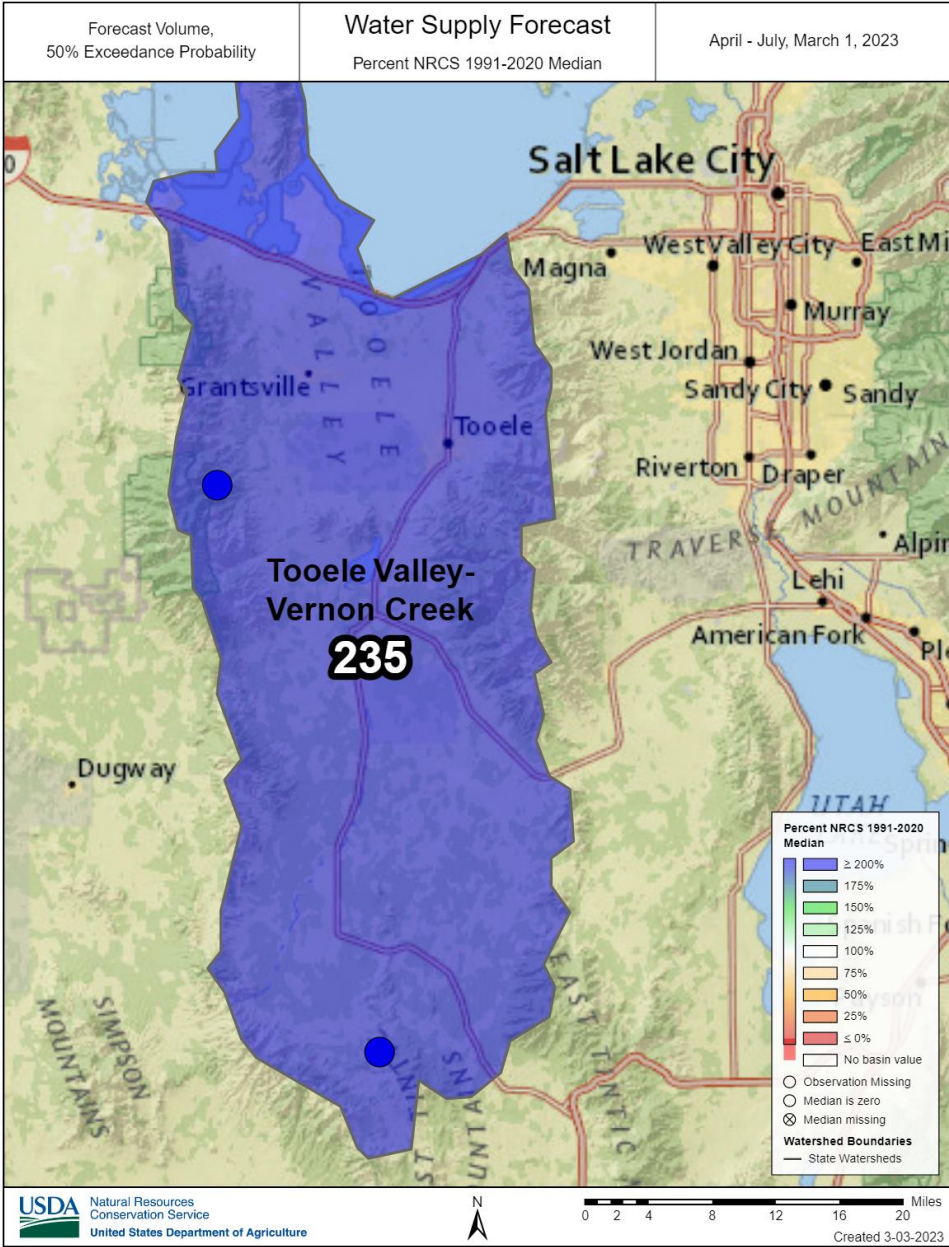 Forecast Volume,
50% Exceedance Probability
Water Supply Forecast
Percent NRCS 1991-2020 Median
April - July, March 1, 2023
0
Salt Lake City
West Valley City
East Mi
Magna
Murray
TOOELE
VALLEY
West Jordan
Grantsville
Sandy City
Sandy
Tooele
Riverton
Draper
TRAVERSE MOUNTAIN
Alpin
Tooele Valley-
Vernon Creek
235
Lehi
American Fork
Ple
Dugway
UTAH
Percent NRCS 1991-2020
Median
≥ 200%
175%
150%
125%
100%
75%
50%
25%
≤ 0%
No basin value
Observation Missing
Median is zero
Median missing
Watershed Boundaries
State Watersheds
Sprin
anish F
ayson
SIMPSON
MOUNTAINS
EAST TINTIC
USDA
Natural Resources
Conservation Service
United States Department of Agriculture
N
0 2 4 8 12 16 20 Miles
Created 3-03-2023